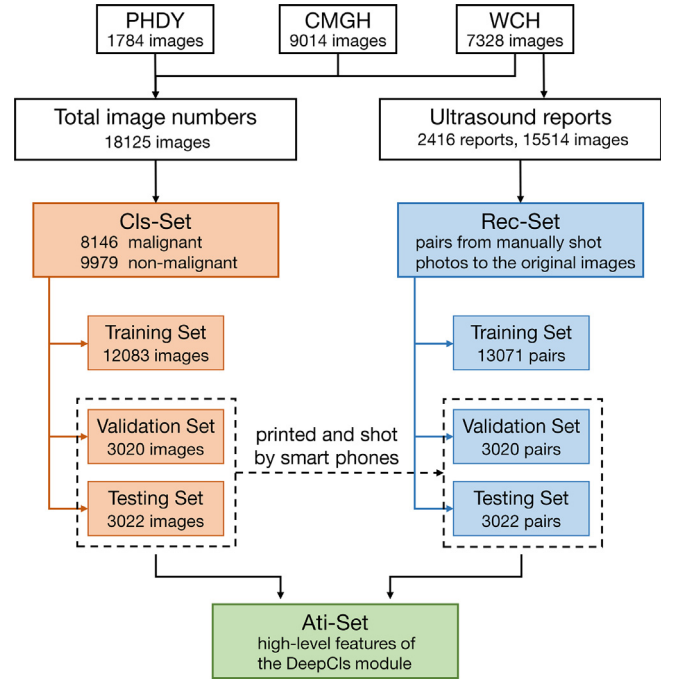 PHDY
1784 images
CMGH
9014 images
WCH
7328 images
Total image numbers
18125 images
Ultrasound reports
2416 reports, 15514 images
Cls-Set
8146 malignant
9979 non-malignant
Rec-Set
pairs from manually shot
photos to the original images
Training Set
12083 images
Training Set
13071 pairs
Validation Set
3020 images
printed and shot
by smart phones
Validation Set
3020 pairs
Testing Set
3022 images
Testing Set
3022 pairs
Ati-Set
high-level features of
the DeepCls module